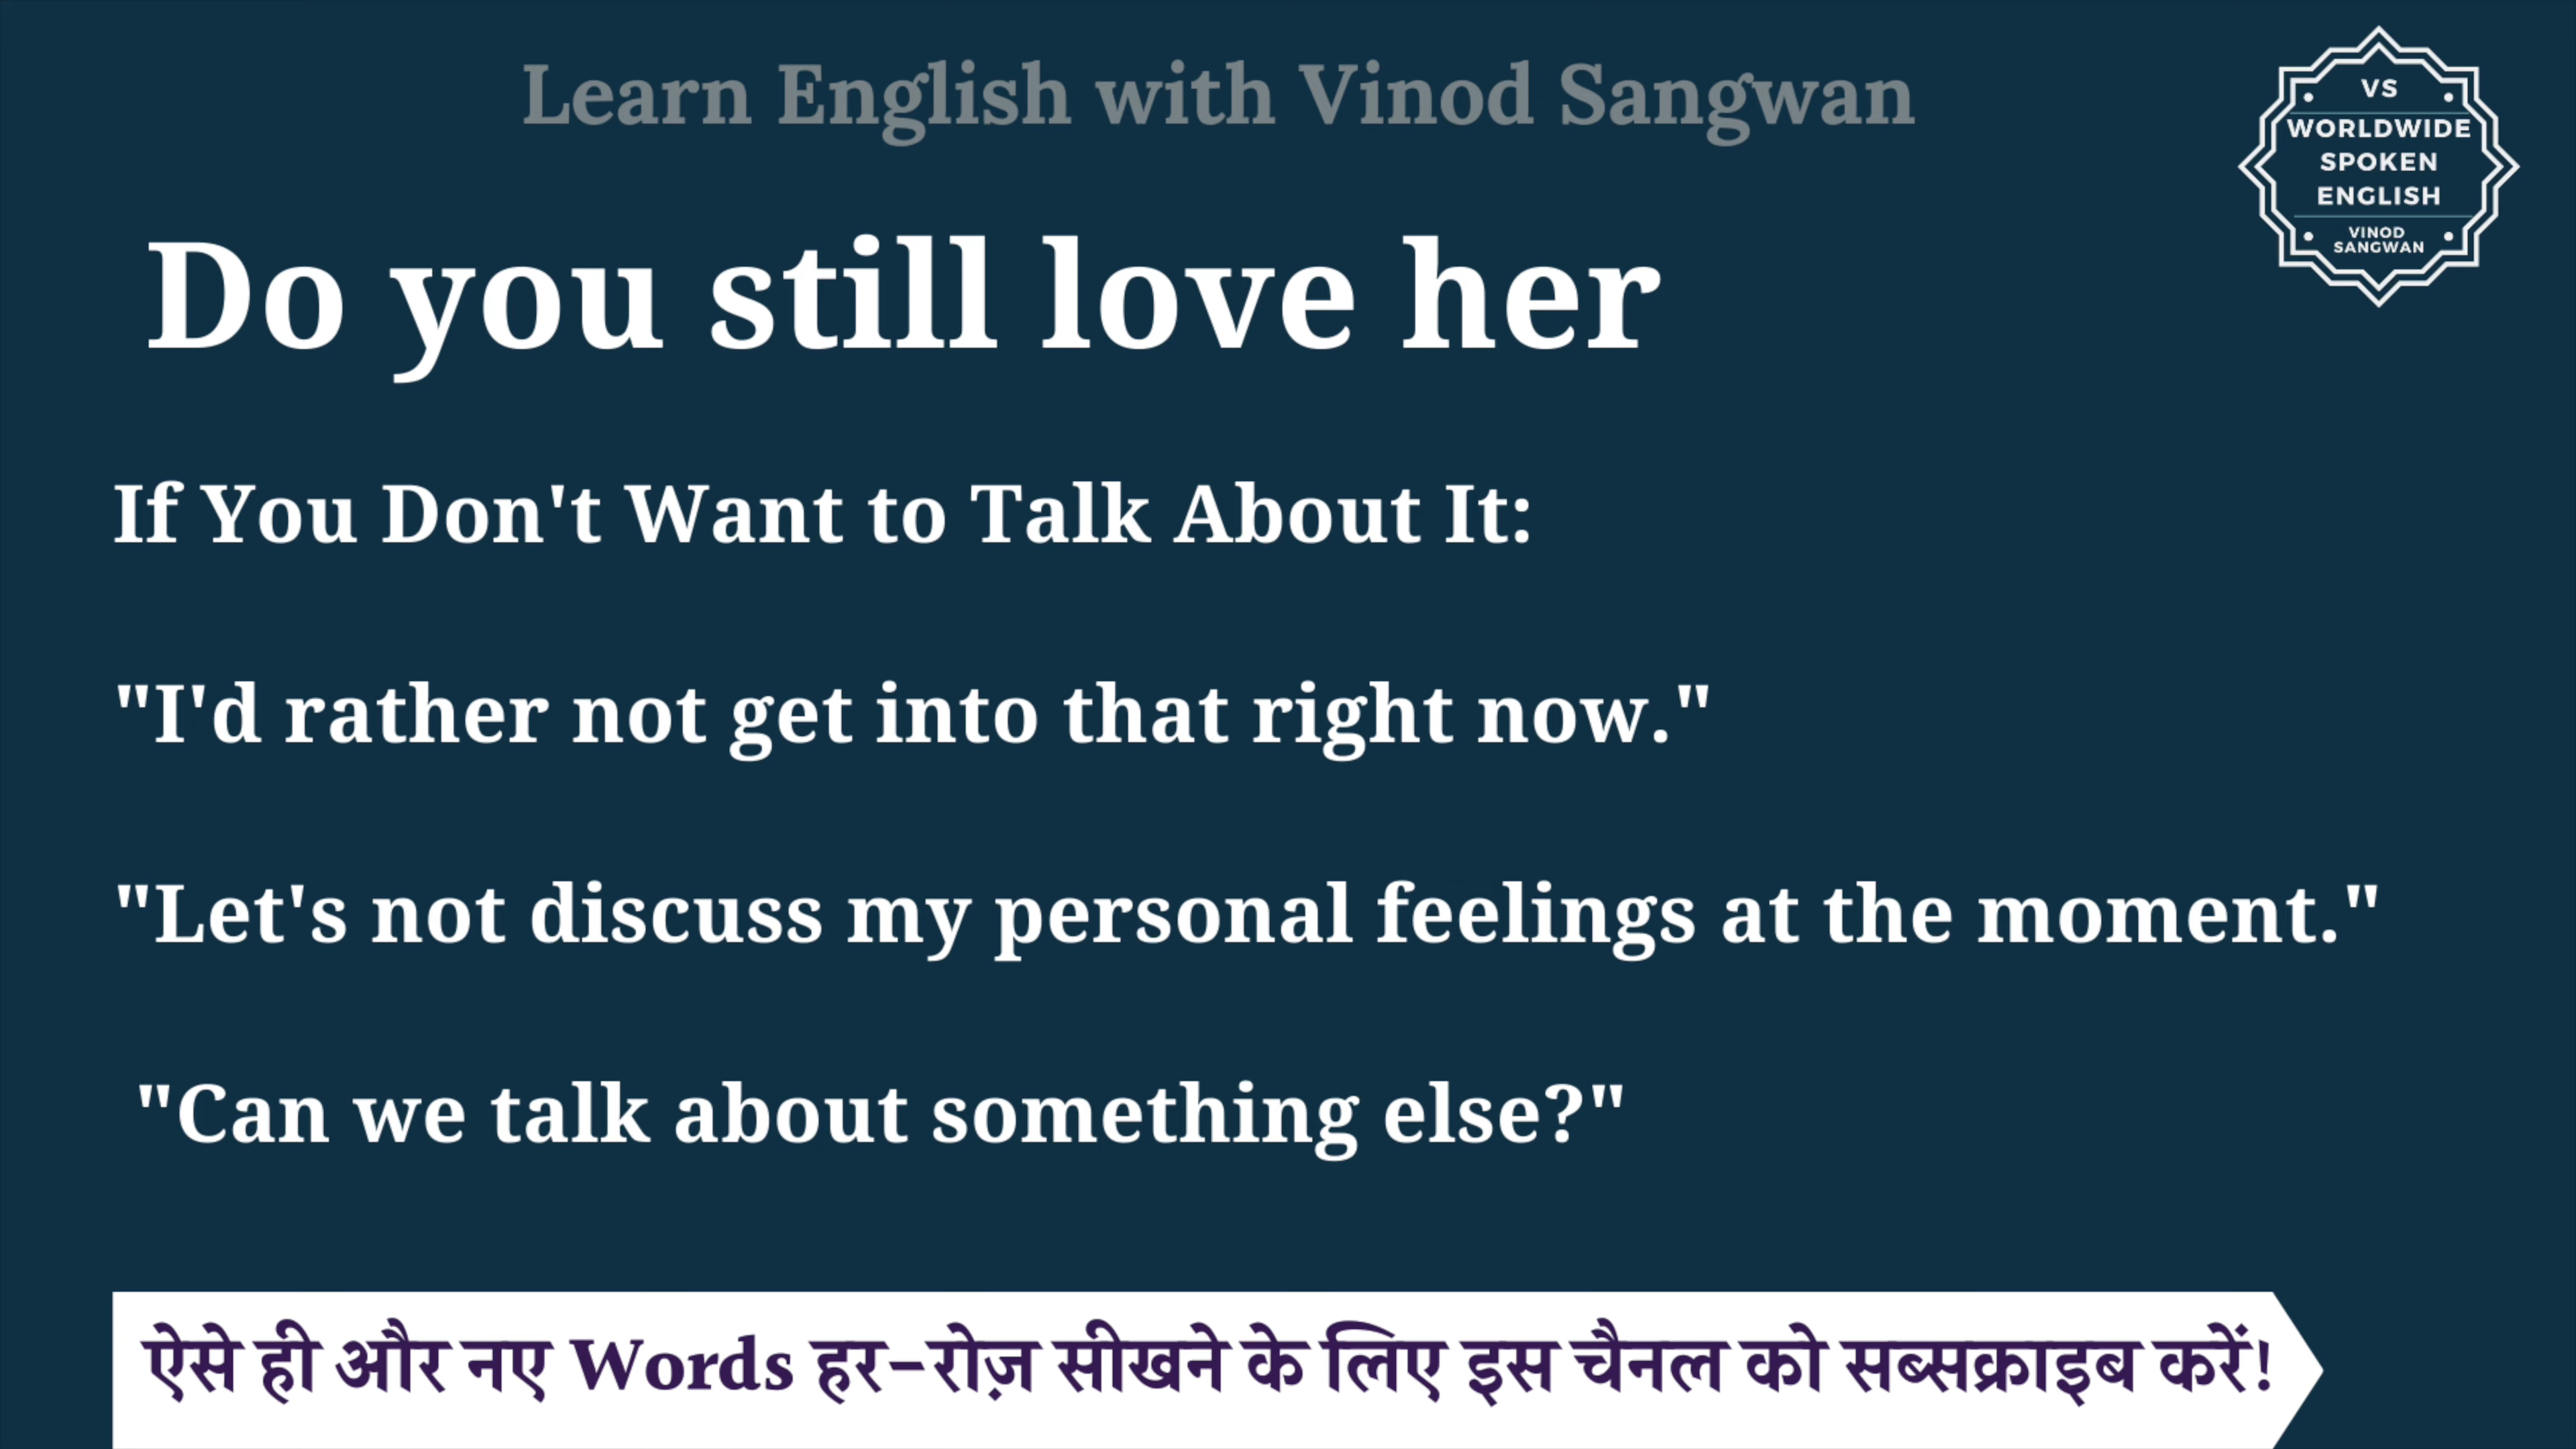 Learn English with Vinod Sangwan
VS
WORLDWIDE
SPOKEN
ENGLISH
VINOD
SANGWAN
Do you still love her
If You Don't Want to Talk About It:
"I'd rather not get into that right now."
"Let's not discuss my personal feelings at the moment."
"Can we talk about something else?"
ऐसे ही और नए Words हर-रोज़ सीखने के लिए इस चैनल को सब्सक्राइब करें!